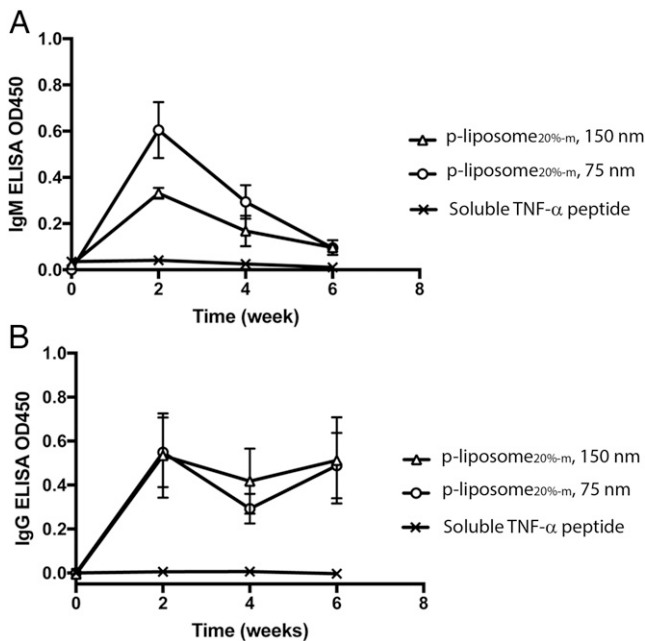 A
IgM ELISA OD450
1.0
0.8
0.6
0.4
0.2
0.0
0 2 4 6 8
Time (week)
p-liposome20%-m, 150 nm
p-liposome20%-m, 75 nm
Soluble TNF-α peptide
B
IgG ELISA OD450
1.0
0.8
0.6
0.4
0.2
0.0
0 2 4 6 8
Time (weeks)
p-liposome20%-m, 150 nm
p-liposome20%-m, 75 nm
Soluble TNF-α peptide